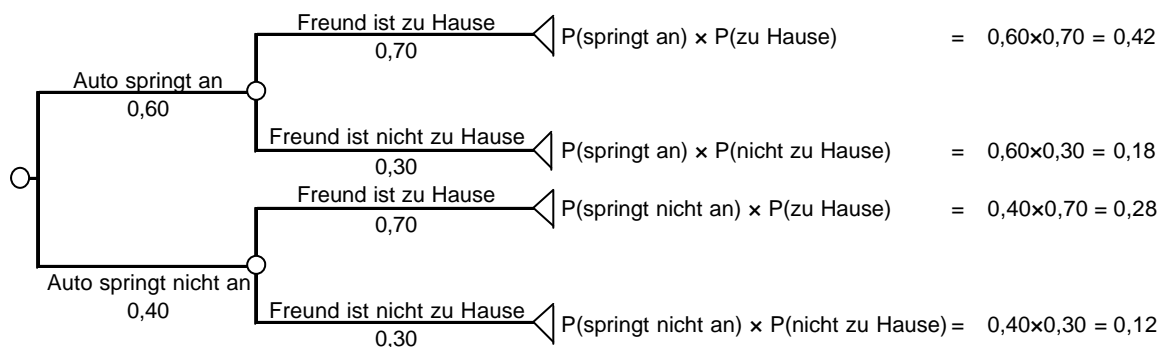 Freund ist zu Hause
0,70
P(springt an) × P(zu Hause) = 0,60×0,70 = 0,42
Auto springt an
0,60
Freund ist nicht zu Hause
0,30
P(springt an) × P(nicht zu Hause) = 0,60×0,30 = 0,18
Freund ist zu Hause
0,70
P(springt nicht an) × P(zu Hause) = 0,40×0,70 = 0,28
Auto springt nicht an
0,40
Freund ist nicht zu Hause
0,30
P(springt nicht an) × P(nicht zu Hause) = 0,40×0,30 = 0,12